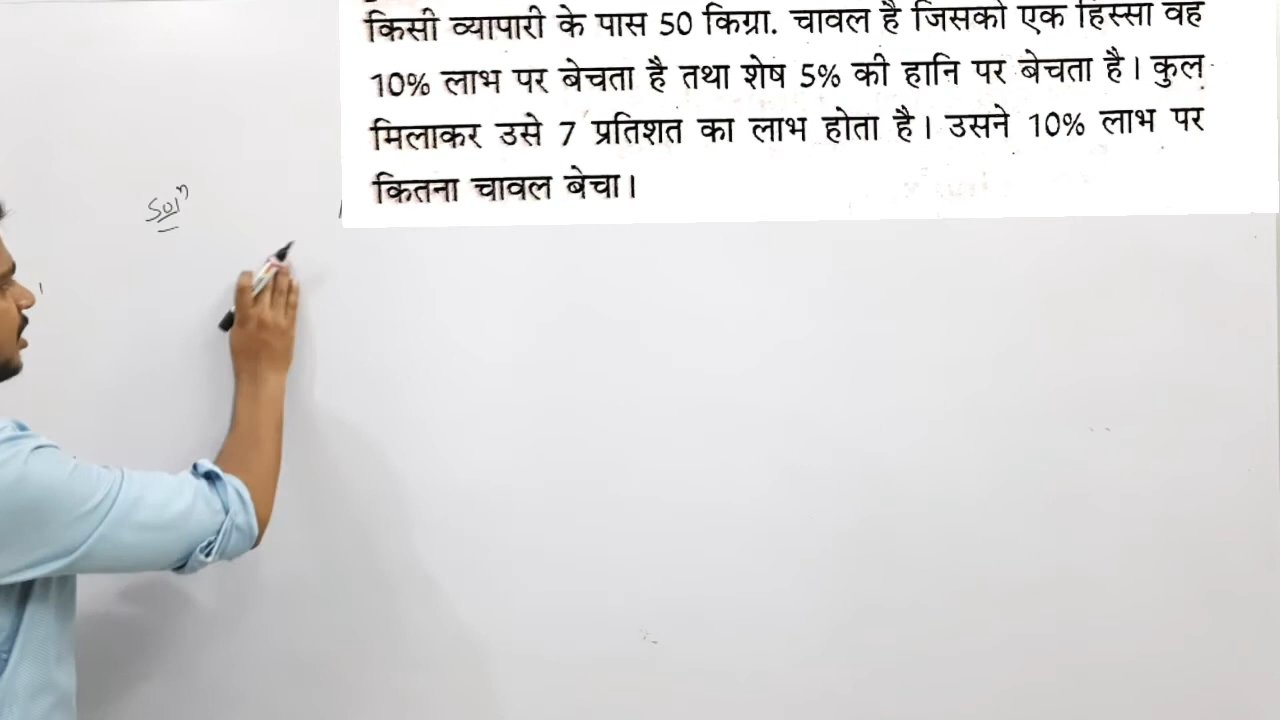 किसी व्यापारी के पास 50 किग्रा. चावल है जिसको एक हिस्सा वह
10% लाभ पर बेचता है तथा शेष 5% की हानि पर बेचता है। कुल
मिलाकर उसे 7 प्रतिशत का लाभ होता है। उसने 10% लाभ पर
कितना चावल बेचा।
Solⁿ